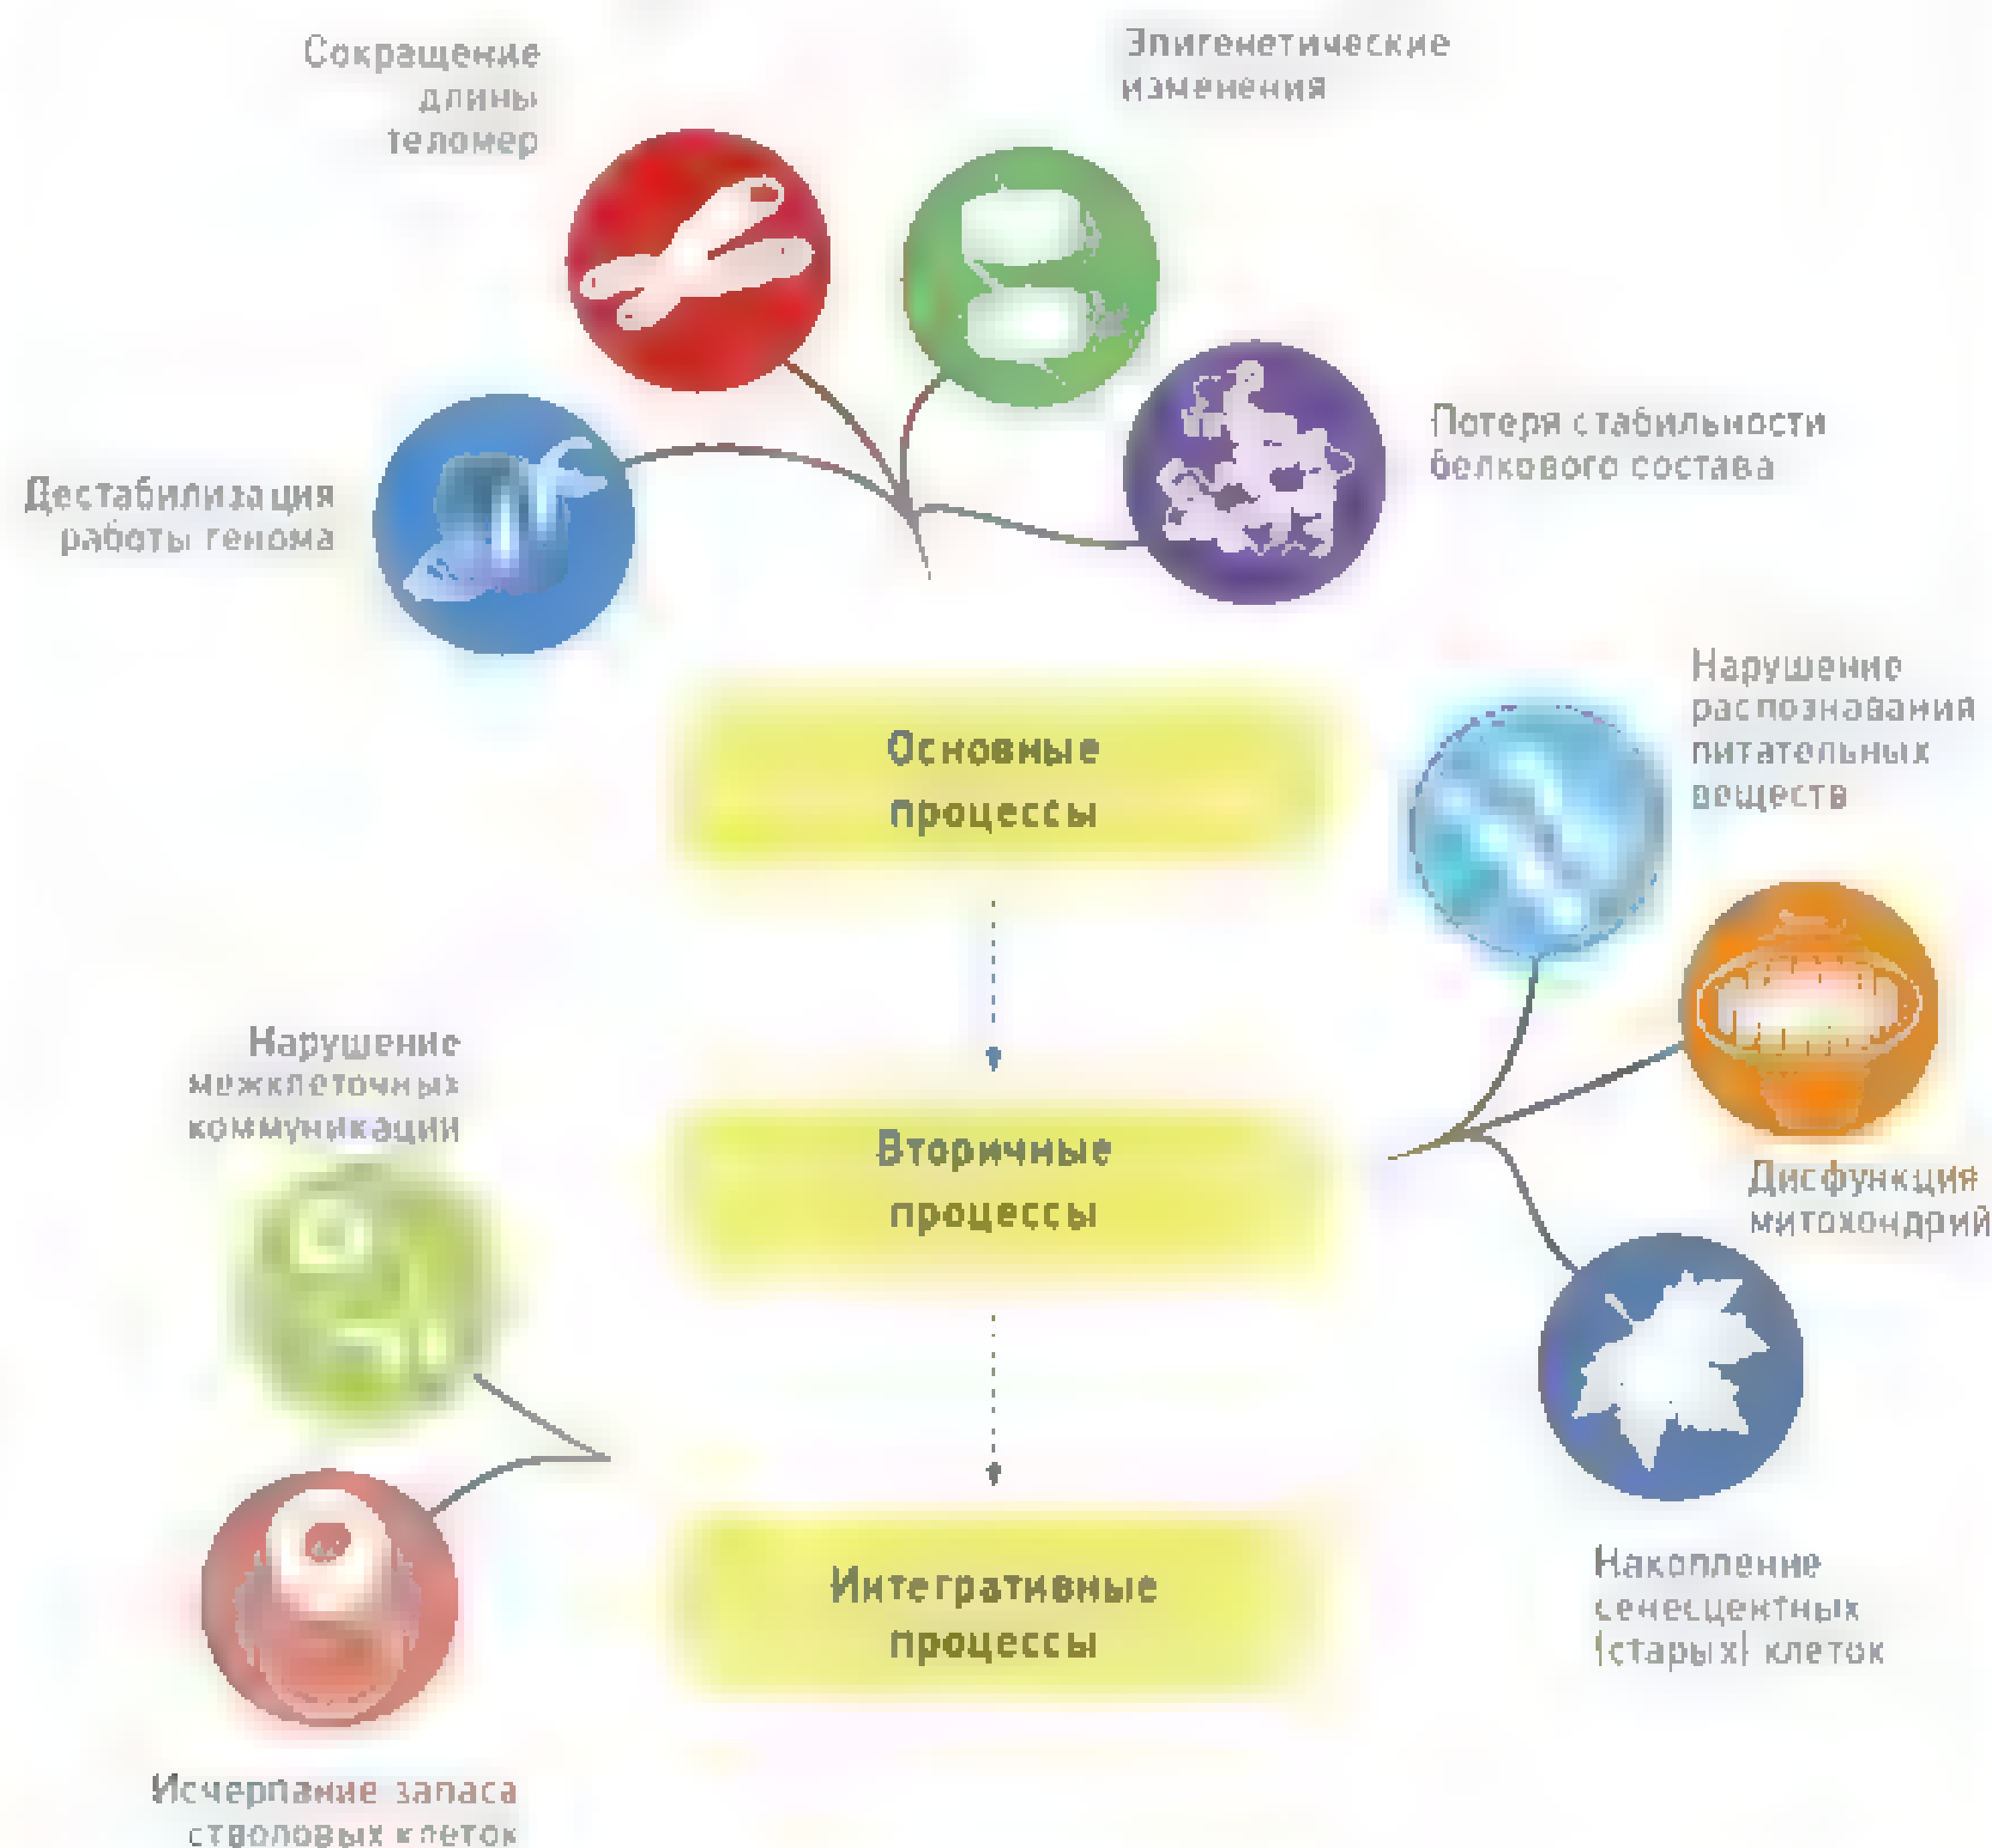 Сокращение
длины
теломер
Эпигенетические
изменения
Дестабилизация
работы генома
Потеря стабильности
белкового состава
Основные
процессы
Нарушение
распознавания
питательных
веществ
Дисфункция
митохондрий
Вторичные
процессы
Нарушение
межклеточных
коммуникаций
Накопление
сенесцентных
(старых) клеток
Интегративные
процессы
Исчерпание запаса
стволовых клеток